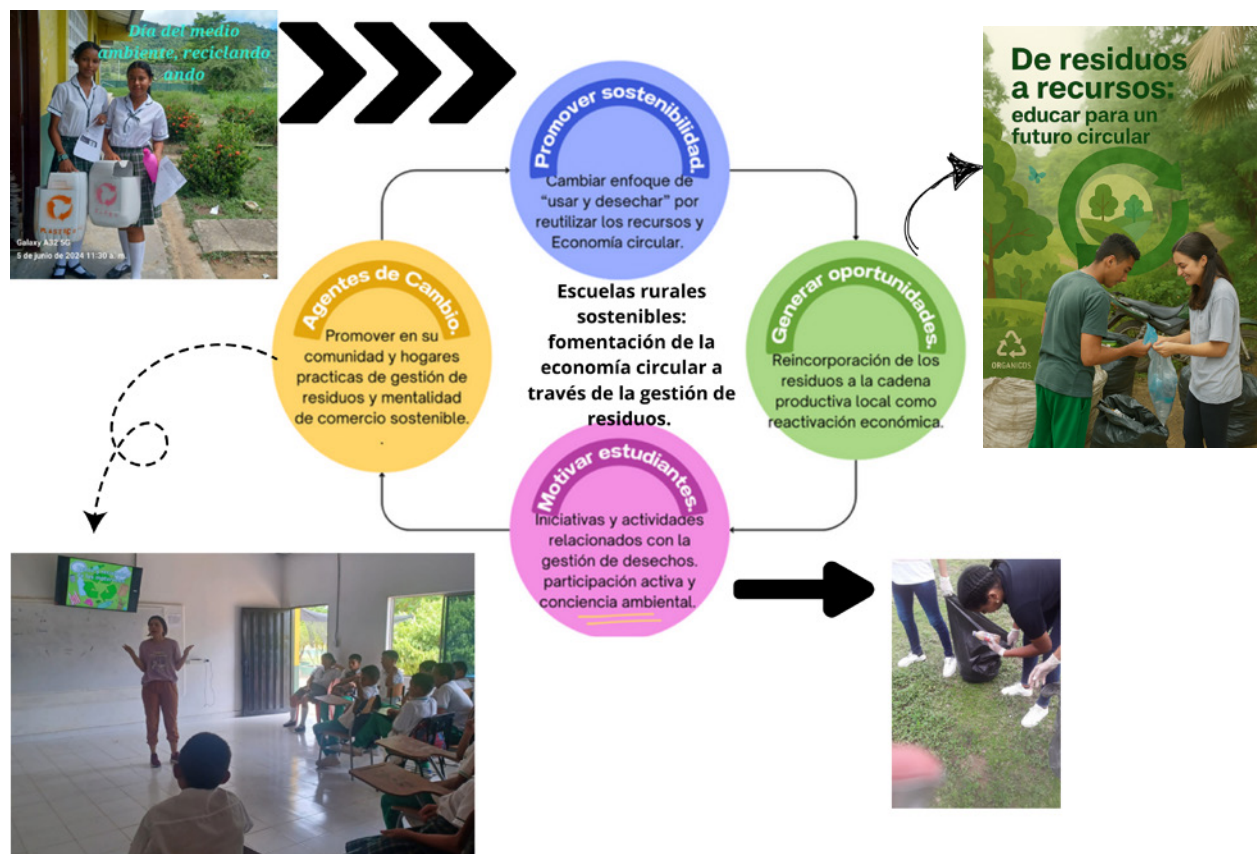 Día del medio
ambiente, reciclando
ando
PLASTICO
Galaxy A32 5G
5 de junio de 2024 11:30 a. m.
Promover sostenibilidad.
Cambiar enfoque de
“usar y desechar” por
reutilizar los recursos y
Economía circular.
De residuos
a recursos:
educar para un
futuro circular
ORGANICOS
Agentes de Cambio.
Promover en su
comunidad y hogares
practicas de gestión de
residuos y mentalidad
de comercio sostenible.
.
Escuelas rurales
sostenibles:
fomentación de la
economía circular a
través de la gestión de
residuos.
Generar oportunidades.
Reincorporación de los
residuos a la cadena
productiva local como
reactivación económica.
Motivar estudiantes.
Iniciativas y actividades
relacionados con la
gestión de desechos.
participación activa y
conciencia ambiental.